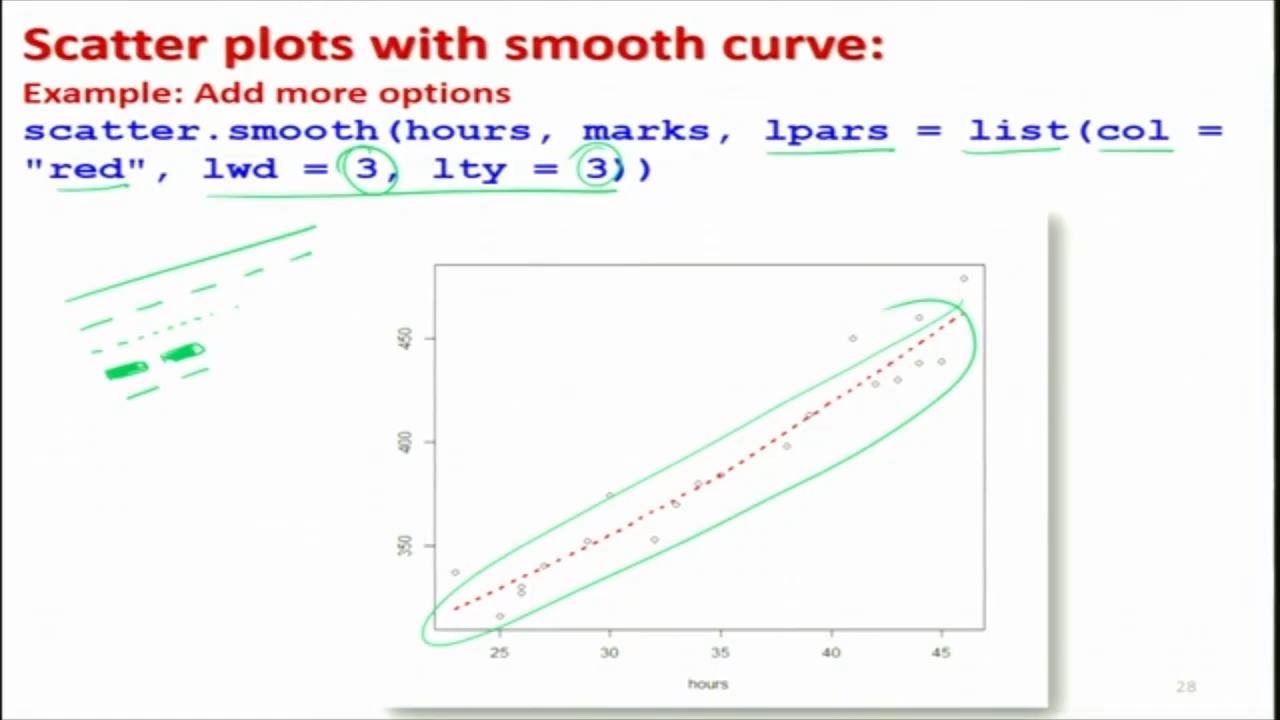 Scatter plots with smooth curve:
Example: Add more options
scatter.smooth(hours, marks, lpars = list(col =
"red", lwd = 3, lty = 3))
450
400
350
25 30 35 40 45
hours
28